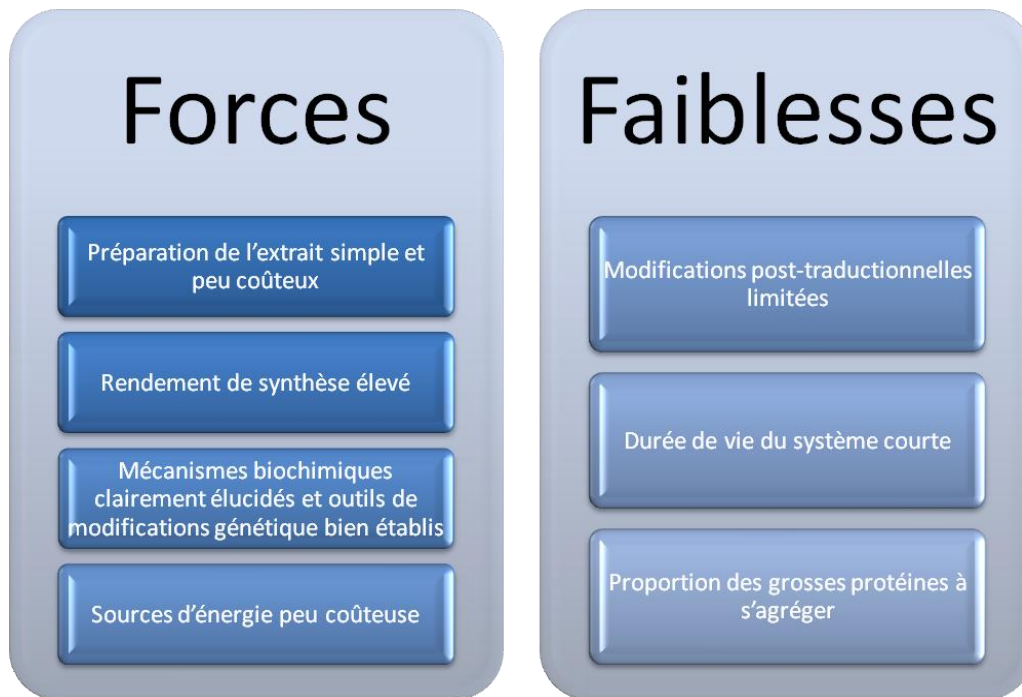 Forces
Préparation de l'extrait simple et
peu coûteux
Rendement de synthèse élevé
Mécanismes biochimiques
clairement élucidés et outils de
modifications génétique bien établis
Sources d'énergie peu coûteuse
Faiblesses
Modifications post-traductionnelles
limitées
Durée de vie du système courte
Proportion des grosses protéines à
s'agréger